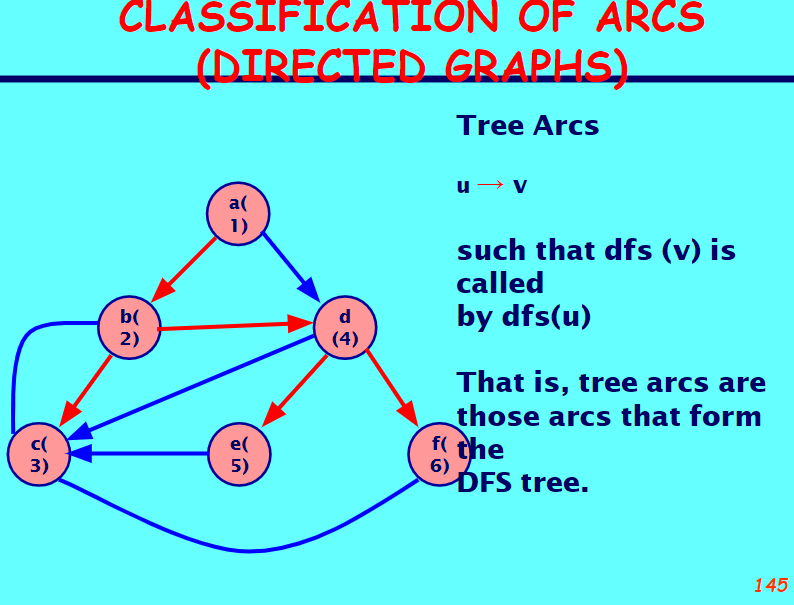 CLASSIFICATION OF ARCS
(DIRECTED GRAPHS)
Tree Arcs
u → v
such that dfs (v) is
called
by dfs(u)
That is, tree arcs are
those arcs that form
the
DFS tree.
a(
1)
b(
2)
d
(4)
c(
3)
e(
5)
f(
6)
145